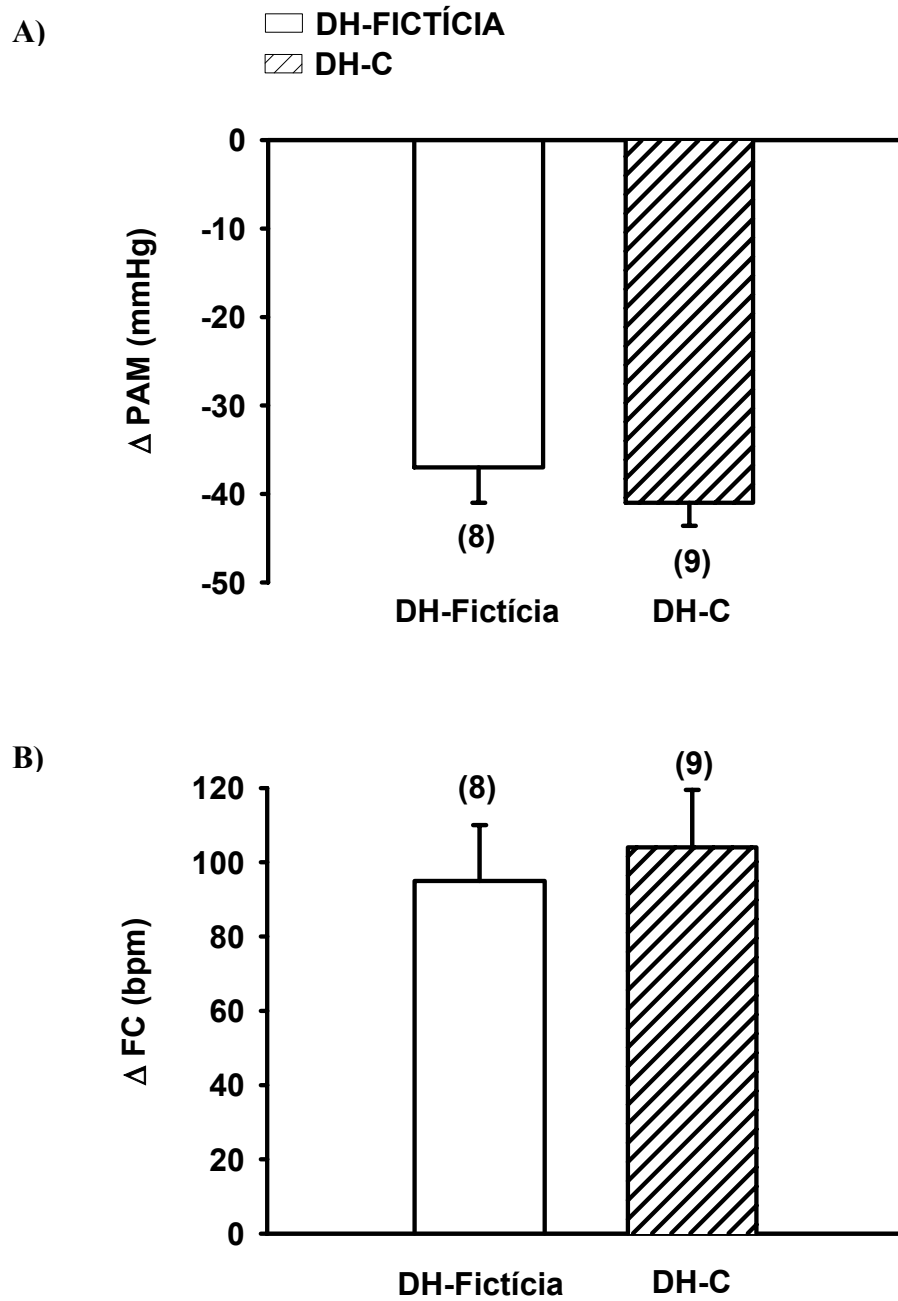 A)
DH-FICTÍCIA
DH-C
0
-10
-20
-30
-40
-50
Δ PAM (mmHg)
(8)
(9)
DH-Fictícia DH-C
B)
120
100
80
60
40
20
0
Δ FC (bpm)
(8)
(9)
DH-Fictícia DH-C